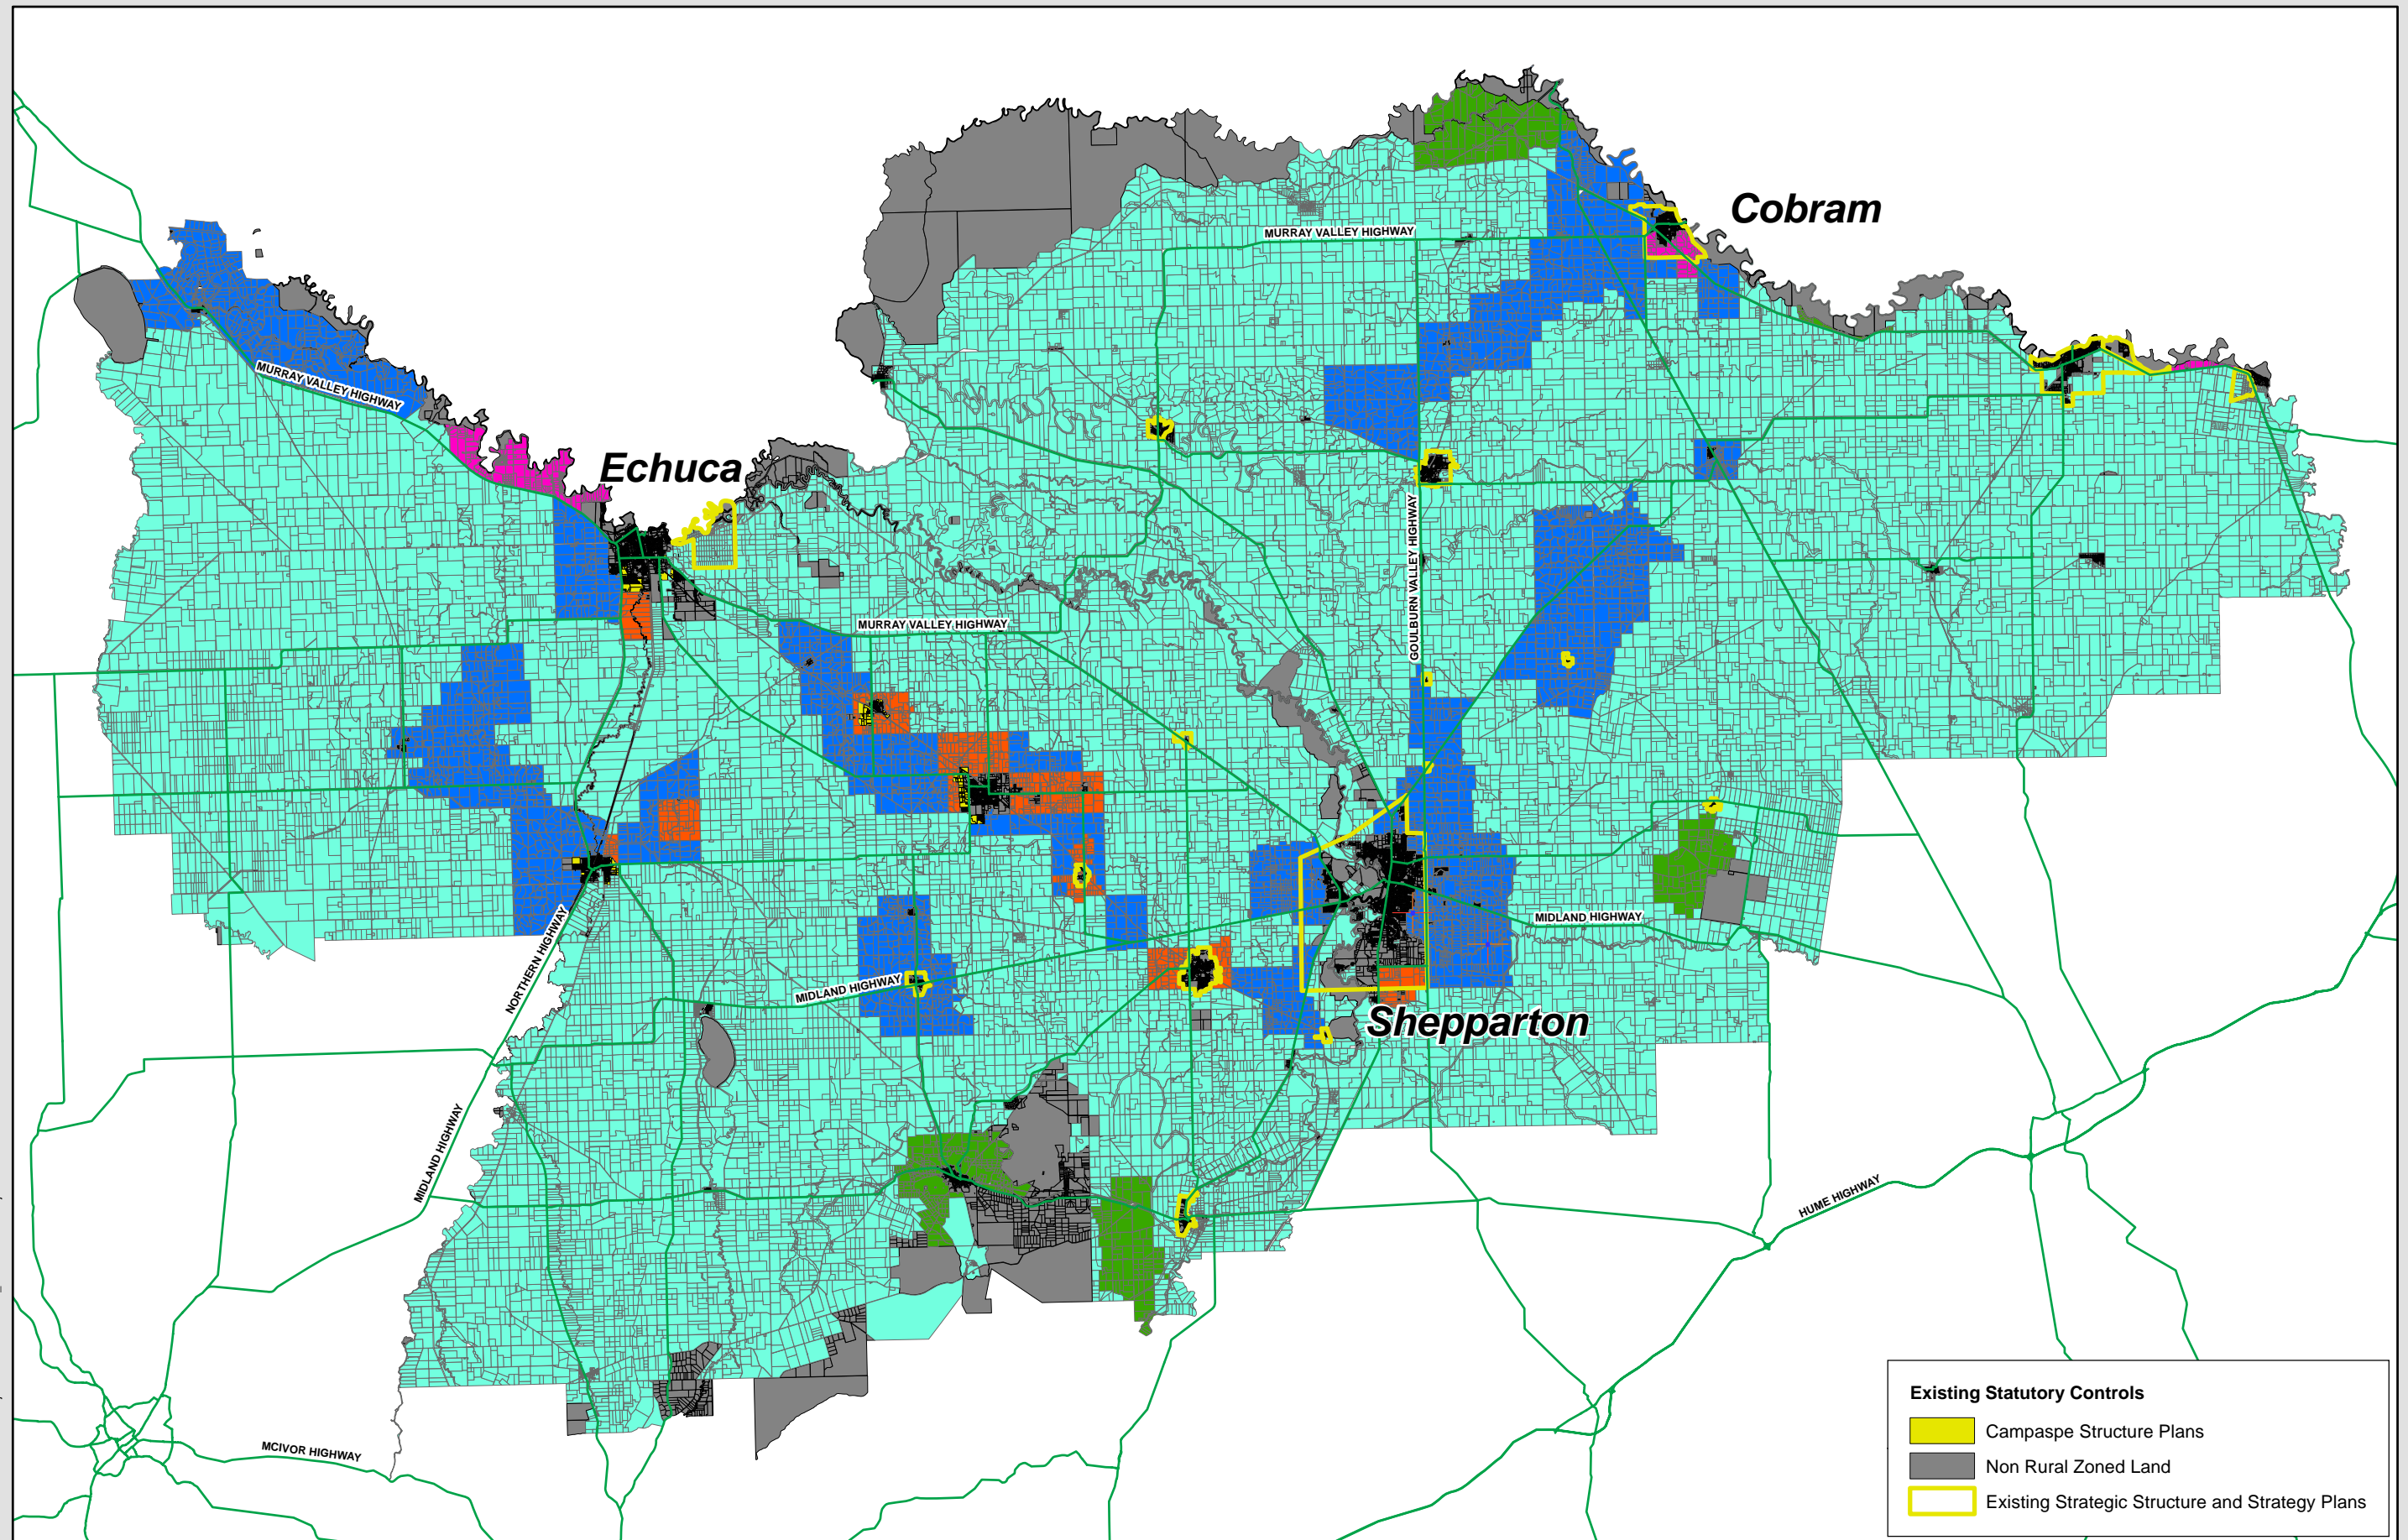 Cobram
MURRAY VALLEY HIGHWAY
MURRAY VALLEY HIGHWAY
Echuca
GOULBURN VALLEY HIGHWAY
MURRAY VALLEY HIGHWAY
MIDLAND HIGHWAY
NORTHERN HIGHWAY
MIDLAND HIGHWAY
Shepparton
MIDLAND HIGHWAY
HUME HIGHWAY
MCIVOR HIGHWAY
Existing Statutory Controls
Campaspe Structure Plans
Non Rural Zoned Land
Existing Strategic Structure and Strategy Plans